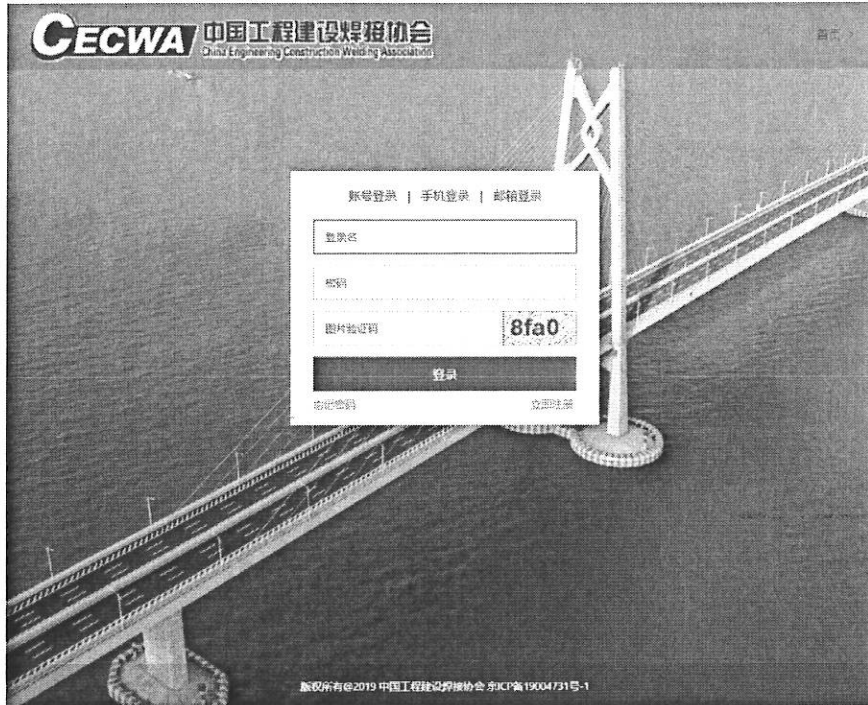 CECWA 中国工程建设焊接协会
China Engineering Construction Welding Association
首页
账号登录 | 手机登录 | 邮箱登录
登录名
密码
图片验证码 8fa0
登录
忘记密码 立即注册
版权所有@2019 中国工程建设焊接协会 京ICP备19004731号-1